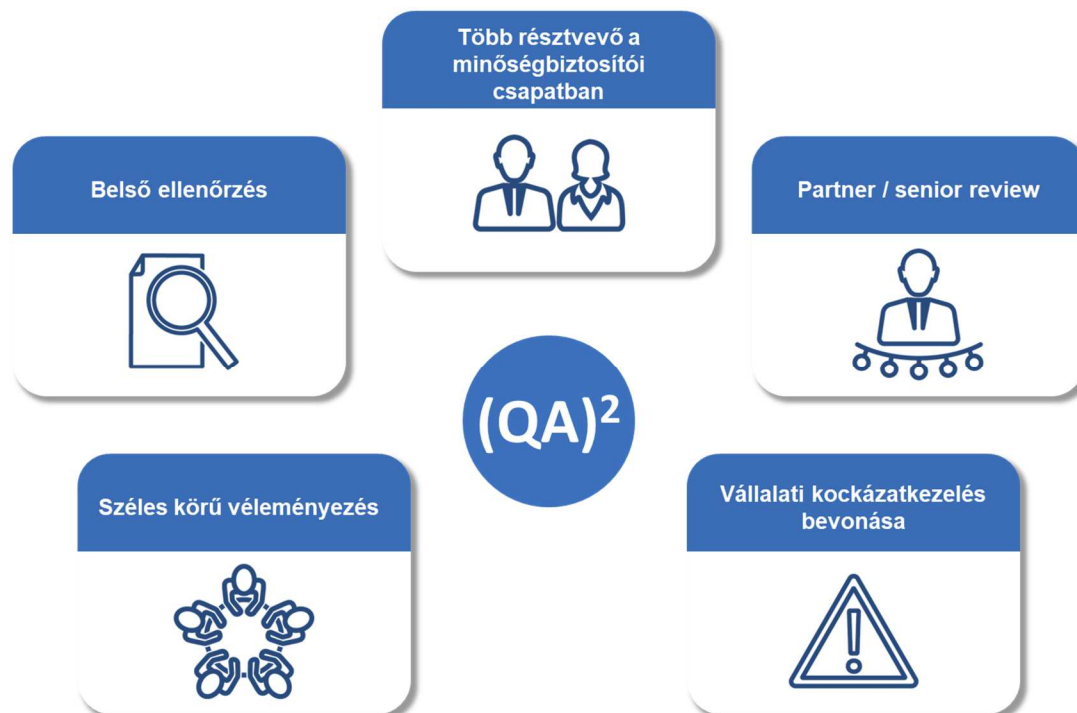 Több résztvevő a
minőségbiztosítói
csapatban
Belső ellenőrzés
Partner / senior review
(QA)²
Széles körű véleményezés
Vállalati kockázatkezelés
bevonása